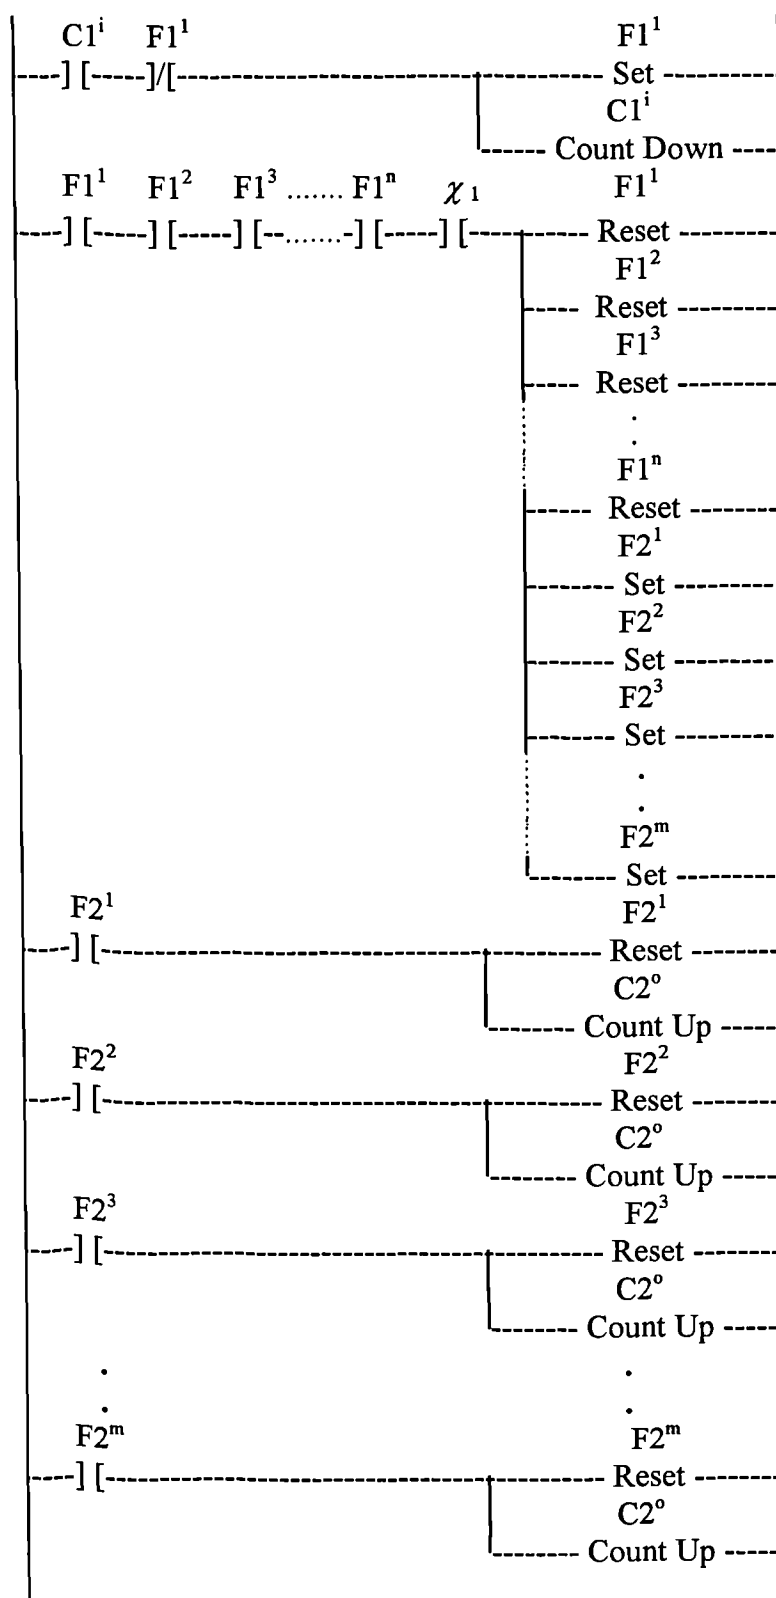 C1ⁱ F1¹ F1¹
---] [-----]/[------------------------ Set ------
C1ⁱ
------ Count Down ---
F1¹ F1² F1³ ....... F1ⁿ χ₁ F1¹
---] [-----] [-----] [--.......-] [-----] [------- Reset ------
F1²
----- Reset ------
F1³
----- Reset ------
.
.
F1ⁿ
----- Reset ------
F2¹
------- Set ------
F2²
------- Set ------
F2³
------- Set ------
.
.
F2ᵐ
------- Set ------
F2¹ F2¹
----] [------------------------ Reset ------
C2º
------- Count Up ----
F2² F2²
----] [------------------------ Reset ------
C2º
------- Count Up ----
F2³ F2³
----] [------------------------ Reset ------
C2º
------- Count Up ----
. .
. .
F2ᵐ F2ᵐ
----] [------------------------ Reset ------
C2º
------- Count Up ----